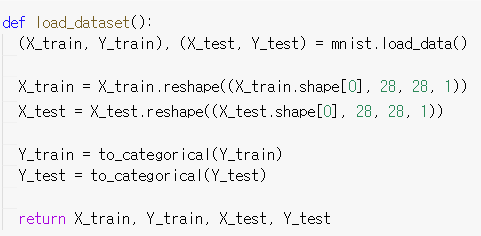 def load_dataset():
(X_train, Y_train), (X_test, Y_test) = mnist.load_data()
X_train = X_train.reshape((X_train.shape[0], 28, 28, 1))
X_test = X_test.reshape((X_test.shape[0], 28, 28, 1))
Y_train = to_categorical(Y_train)
Y_test = to_categorical(Y_test)
return X_train, Y_train, X_test, Y_test